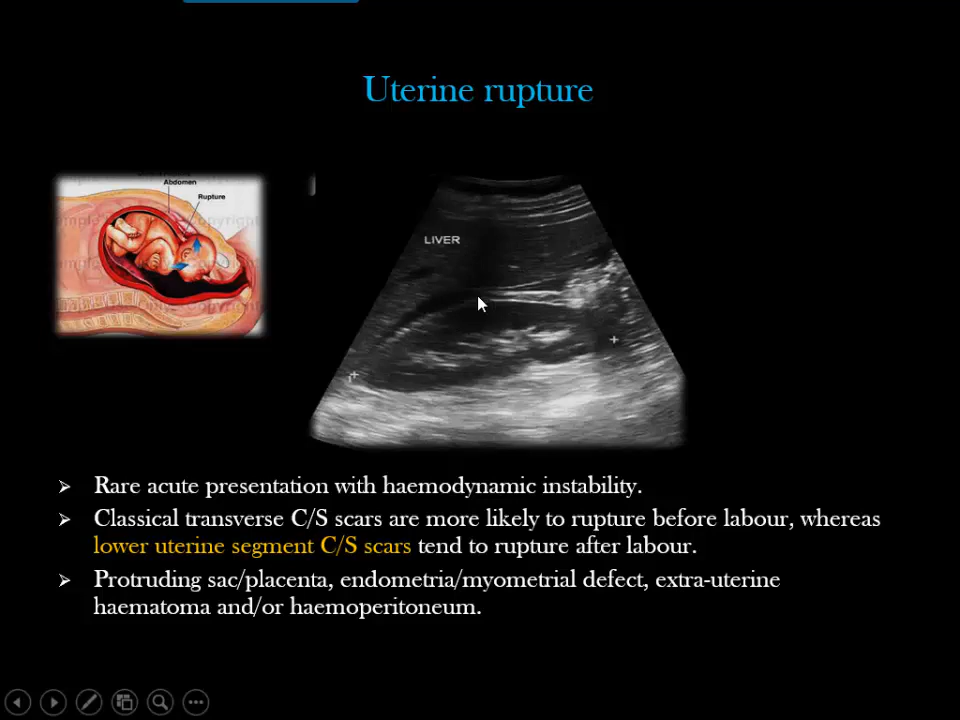 Uterine rupture
Abdomen
Rupture
LIVER
Rare acute presentation with haemodynamic instability.
Classical transverse C/S scars are more likely to rupture before labour, whereas
lower uterine segment C/S scars tend to rupture after labour.
Protruding sac/placenta, endometria/myometrial defect, extra-uterine
haematoma and/or haemoperitoneum.